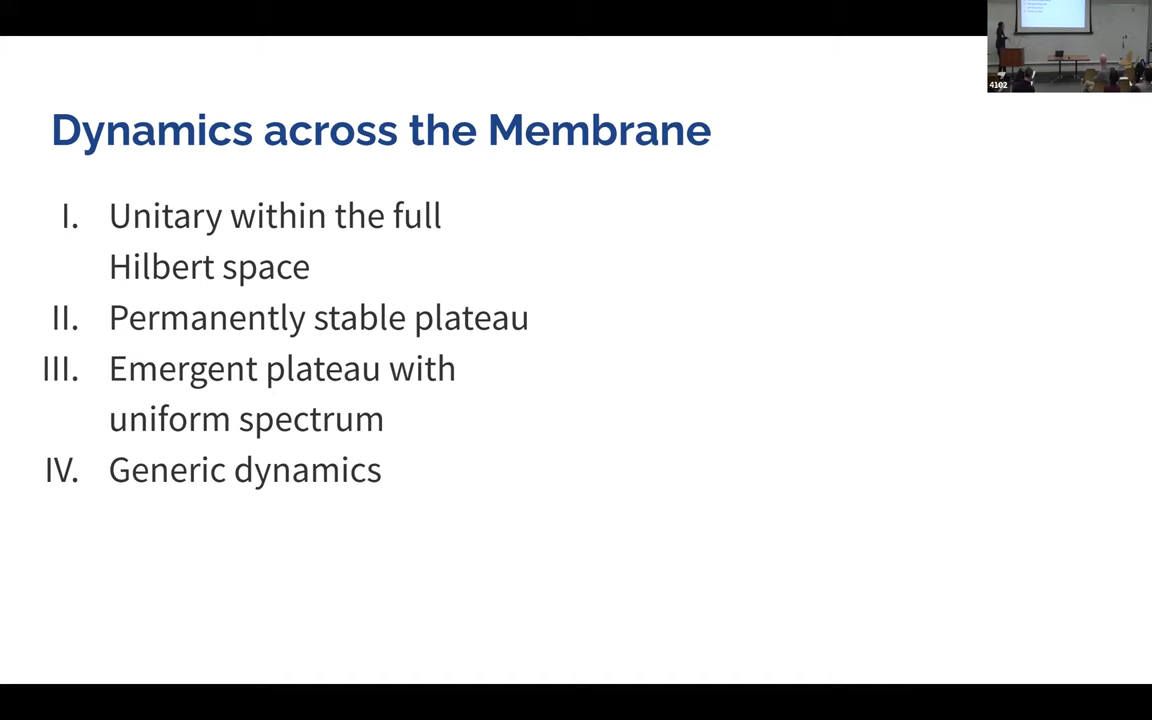 4102
Dynamics across the Membrane
I. Unitary within the full
Hilbert space
II. Permanently stable plateau
III. Emergent plateau with
uniform spectrum
IV. Generic dynamics